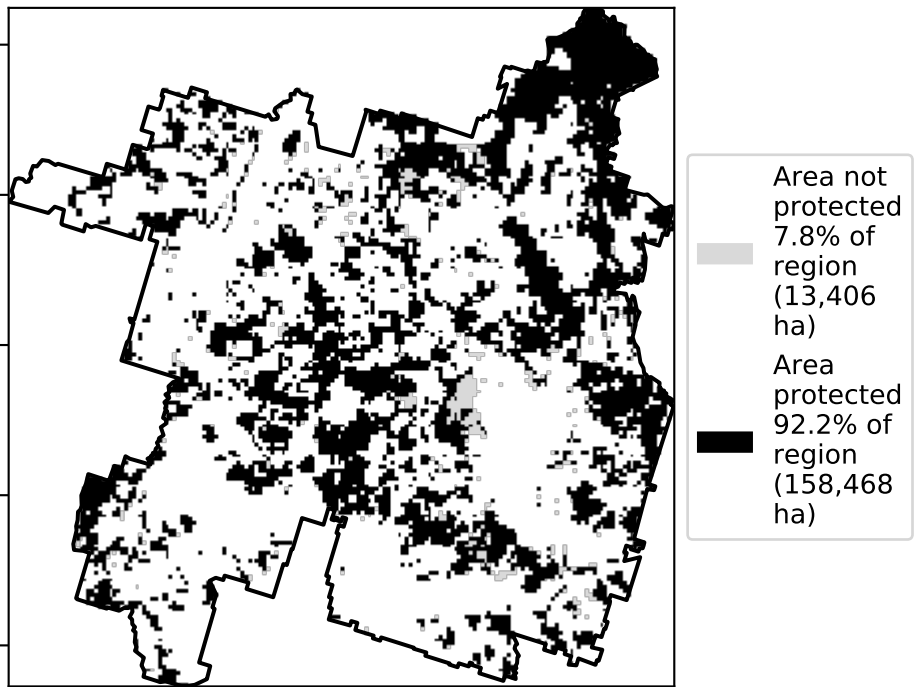 Area not
protected
7.8% of
region
(13,406
ha)
Area
protected
92.2% of
region
(158,468
ha)